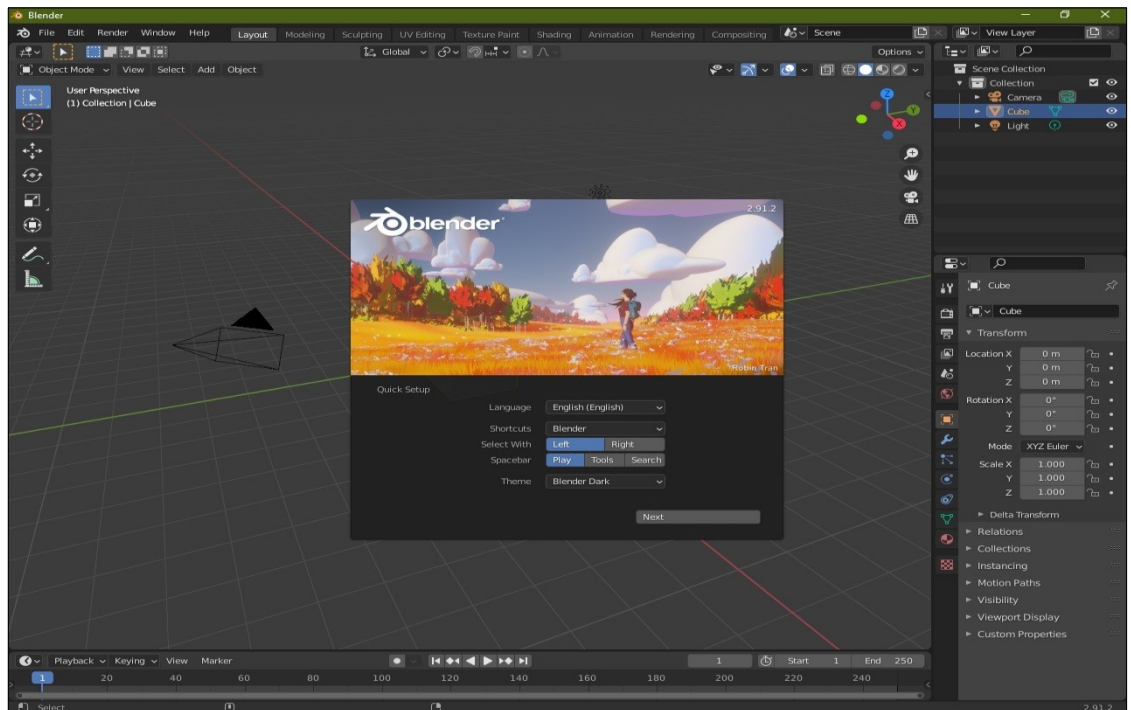 Blender
File Edit Render Window Help Layout Modeling Sculpting UV Editing Texture Paint Shading Animation Rendering Compositing Scene View Layer
Global Options
Object Mode View Select Add Object
User Perspective
(1) Collection | Cube
Z
Y
X
Scene Collection
Collection
Camera
Cube
Light
blender
2.91.2
Robin Tran
Quick Setup
Language English (English)
Shortcuts Blender
Select With Left Right
Spacebar Play Tools Search
Theme Blender Dark
Next
Cube
Cube
Transform
Location X 0 m
Y 0 m
Z 0 m
Rotation X 0°
Y 0°
Z 0°
Mode XYZ Euler
Scale X 1.000
Y 1.000
Z 1.000
Delta Transform
Relations
Collections
Instancing
Motion Paths
Visibility
Viewport Display
Custom Properties
Playback Keying View Marker 1 Start 1 End 250
1 20 40 60 80 100 120 140 160 180 200 220 240
Select 2.91.2